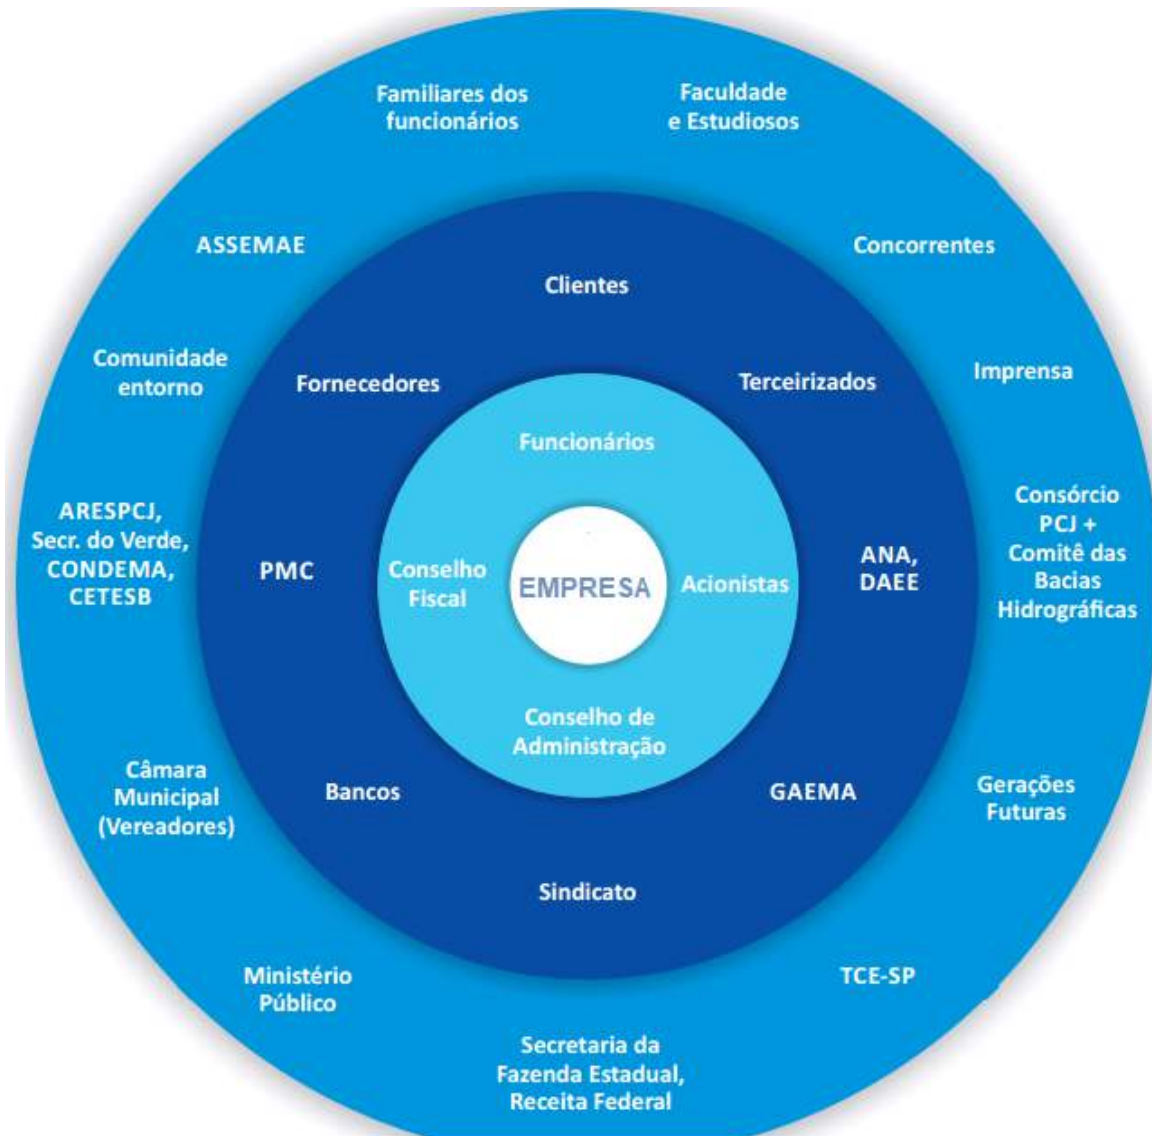 Familiares dos
funcionários
Faculdade
e Estudiosos
ASSEMAE
Concorrentes
Clientes
Comunidade
entorno
Fornecedores
Terceirizados
Imprensa
Funcionários
ARESPCJ,
Secr. do Verde,
CONDEMA,
CETESB
PMC
Conselho
Fiscal
EMPRESA
Acionistas
ANA,
DAEE
Consórcio
PCJ +
Comitê das
Bacias
Hidrográficas
Conselho de
Administração
Câmara
Municipal
(Vereadores)
Bancos
GAEMA
Gerações
Futuras
Sindicato
Ministério
Público
TCE-SP
Secretaria da
Fazenda Estadual,
Receita Federal